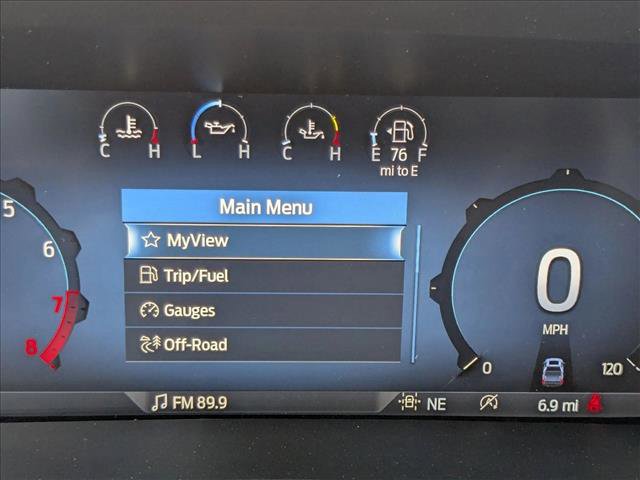 C H
L H
C H
E 76 F
mi to E
Main Menu
MyView
Trip/Fuel
Gauges
Off-Road
5
6
7
8
0
MPH
0 120
FM 89.9
NE
6.9 mi